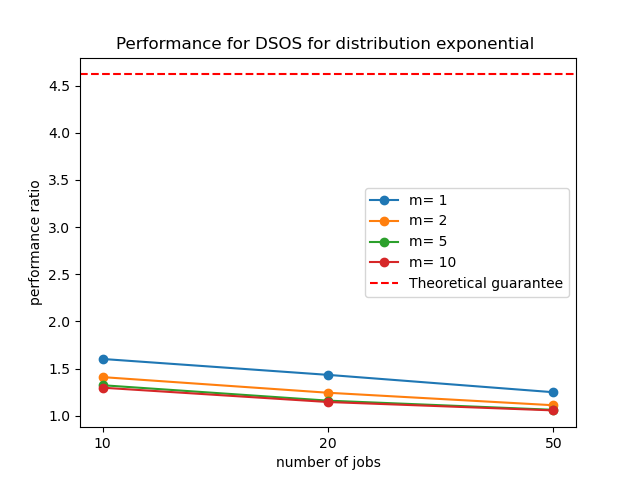 Performance for DSOS for distribution exponential
4.5
4.0
3.5
3.0
2.5
2.0
1.5
1.0
performance ratio
m= 1
m= 2
m= 5
m= 10
Theoretical guarantee
10
20
50
number of jobs